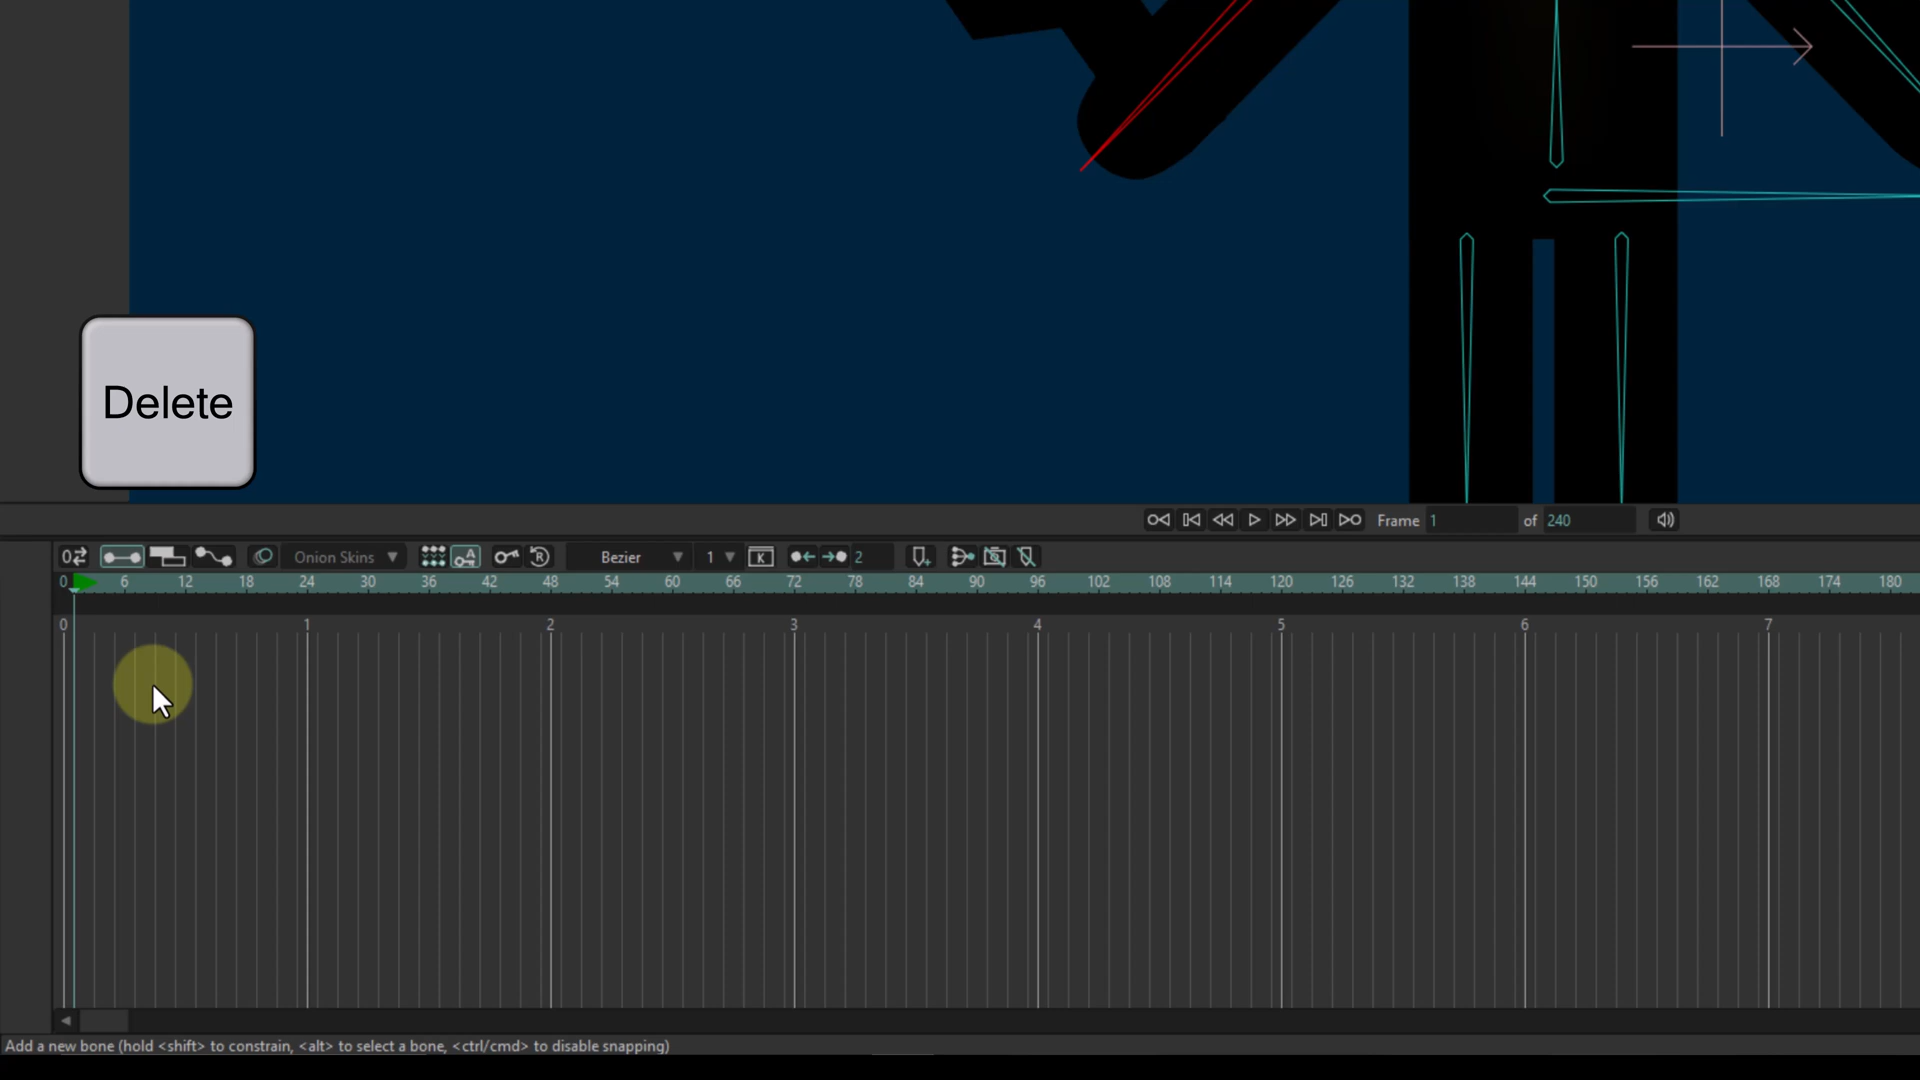 Delete
Frame 1 of 240
Onion Skins Bezier 1 K 2
0 6 12 18 24 30 36 42 48 54 60 66 72 78 84 90 96 102 108 114 120 126 132 138 144 150 156 162 168 174 180
0 1 2 3 4 5 6 7
Add a new bone (hold <shift> to constrain, <alt> to select a bone, <ctrl/cmd> to disable snapping)